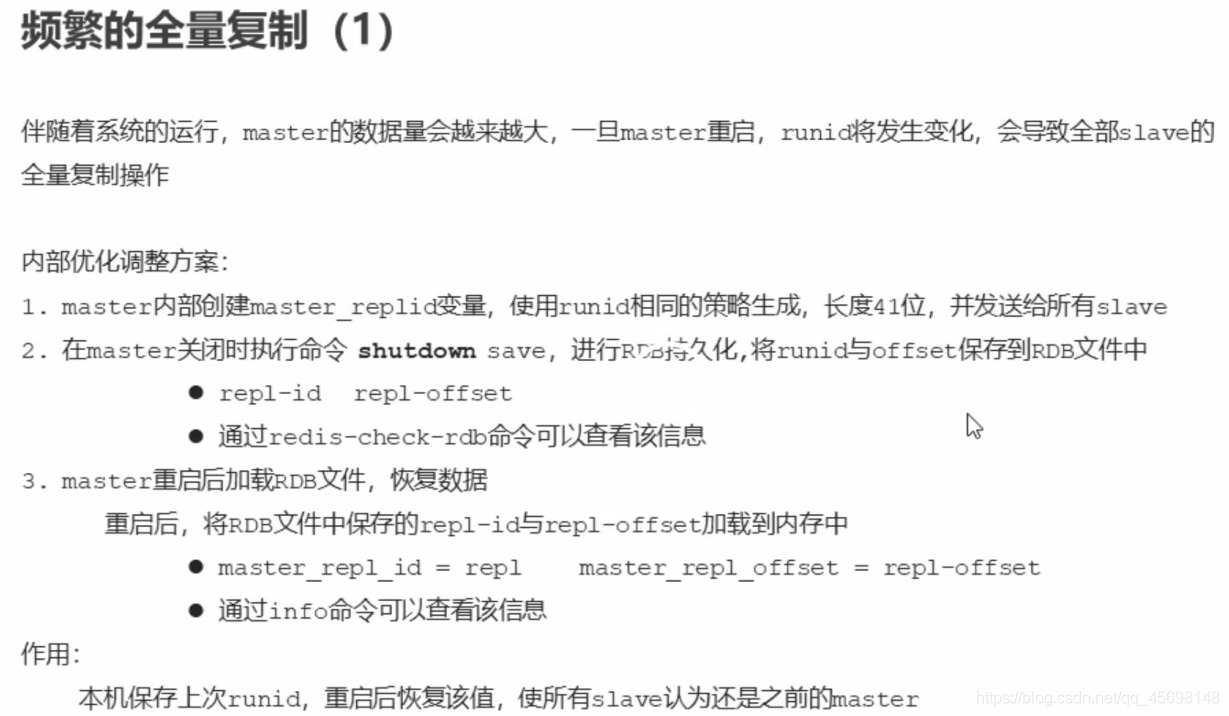 频繁的全量复制（1）
伴随着系统的运行，master的数据量会越来越大，一旦master重启，runid将发生变化，会导致全部slave的
全量复制操作
内部优化调整方案：
1. master内部创建master_replid变量，使用runid相同的策略生成，长度41位，并发送给所有slave
2. 在master关闭时执行命令 shutdown save，进行RDB持久化,将runid与offset保存到RDB文件中
● repl-id repl-offset
● 通过redis-check-rdb命令可以查看该信息
3. master重启后加载RDB文件，恢复数据
重启后，将RDB文件中保存的repl-id与repl-offset加载到内存中
● master_repl_id = repl master_repl_offset = repl-offset
● 通过info命令可以查看该信息
作用：
本机保存上次runid，重启后恢复该值，使所有slave认为还是之前的master
https://blog.csdn.net/qq_45698148